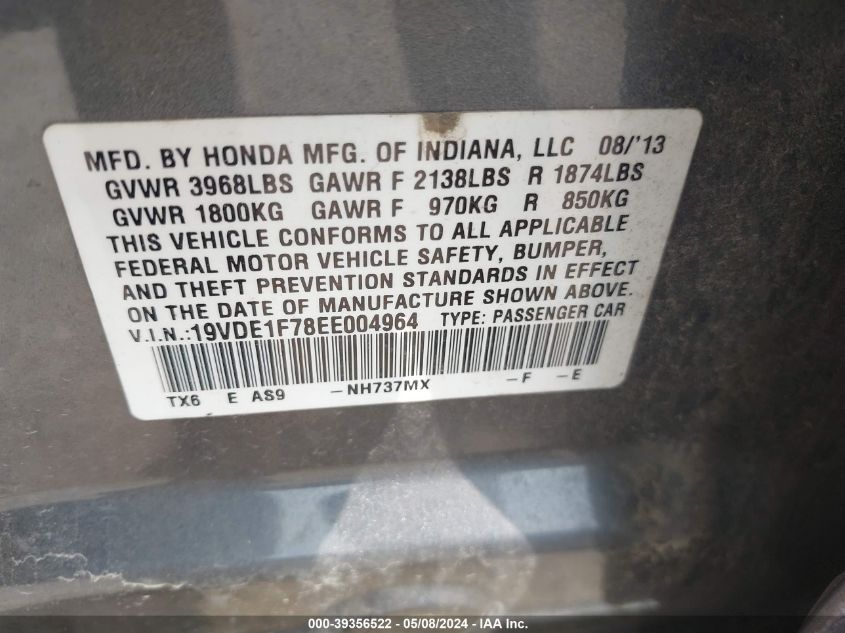 MFD. BY HONDA MFG. OF INDIANA, LLC 08/'13
GVWR 3968LBS GAWR F 2138LBS R 1874LBS
GVWR 1800KG GAWR F 970KG R 850KG
THIS VEHICLE CONFORMS TO ALL APPLICABLE
FEDERAL MOTOR VEHICLE SAFETY, BUMPER,
AND THEFT PREVENTION STANDARDS IN EFFECT
ON THE DATE OF MANUFACTURE SHOWN ABOVE.
V.I.N.:19VDE1F78EE004964 TYPE: PASSENGER CAR
TX6 E AS9 -NH737MX -F -E
000-39356522 - 05/08/2024 - IAA Inc.